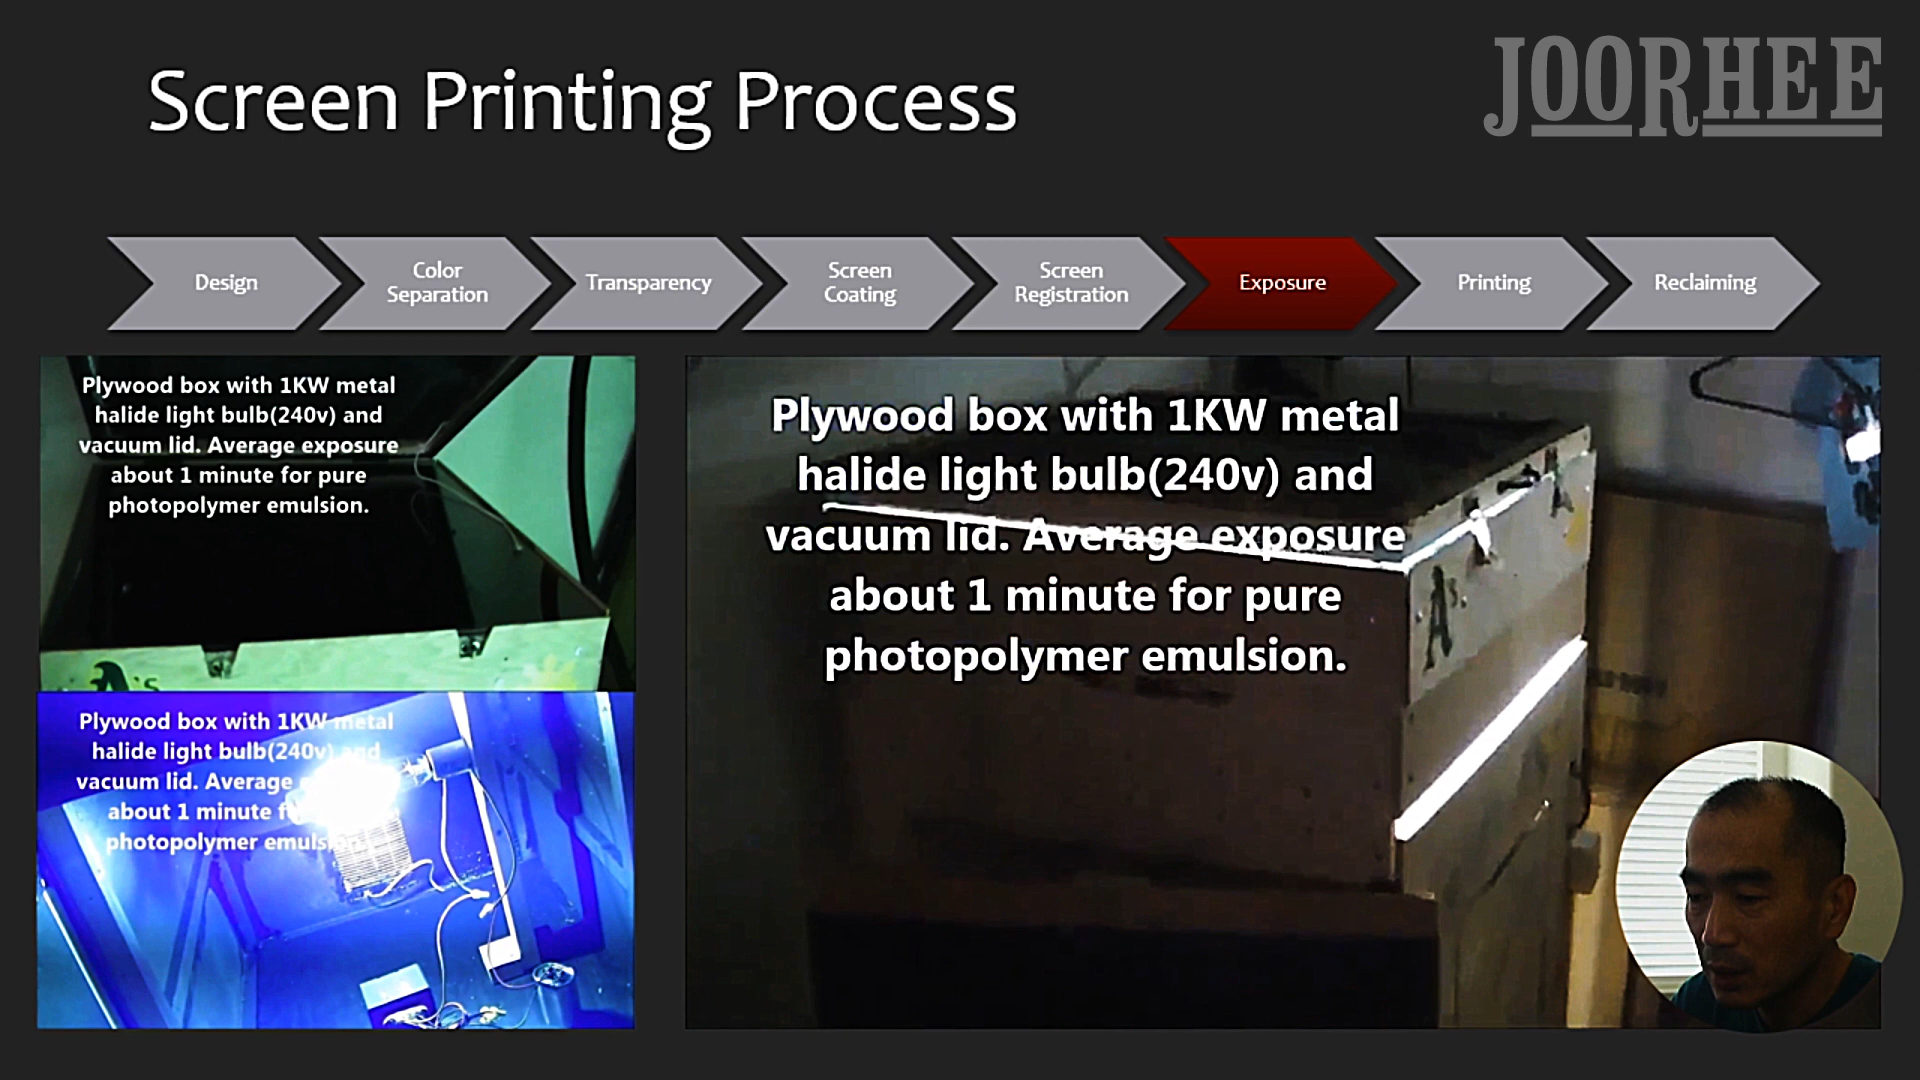 Screen Printing Process
JOORHEE
Design
Color
Separation
Transparency
Screen
Coating
Screen
Registration
Exposure
Printing
Reclaiming
Plywood box with 1KW metal
halide light bulb(240v) and
vacuum lid. Average exposure
about 1 minute for pure
photopolymer emulsion.
A's
Plywood box with 1KW metal
halide light bulb(240v) and
vacuum lid. Average
about 1 minute
photopolymer emulsion.
Plywood box with 1KW metal
halide light bulb(240v) and
vacuum lid. Average exposure
about 1 minute for pure
photopolymer emulsion.
A's